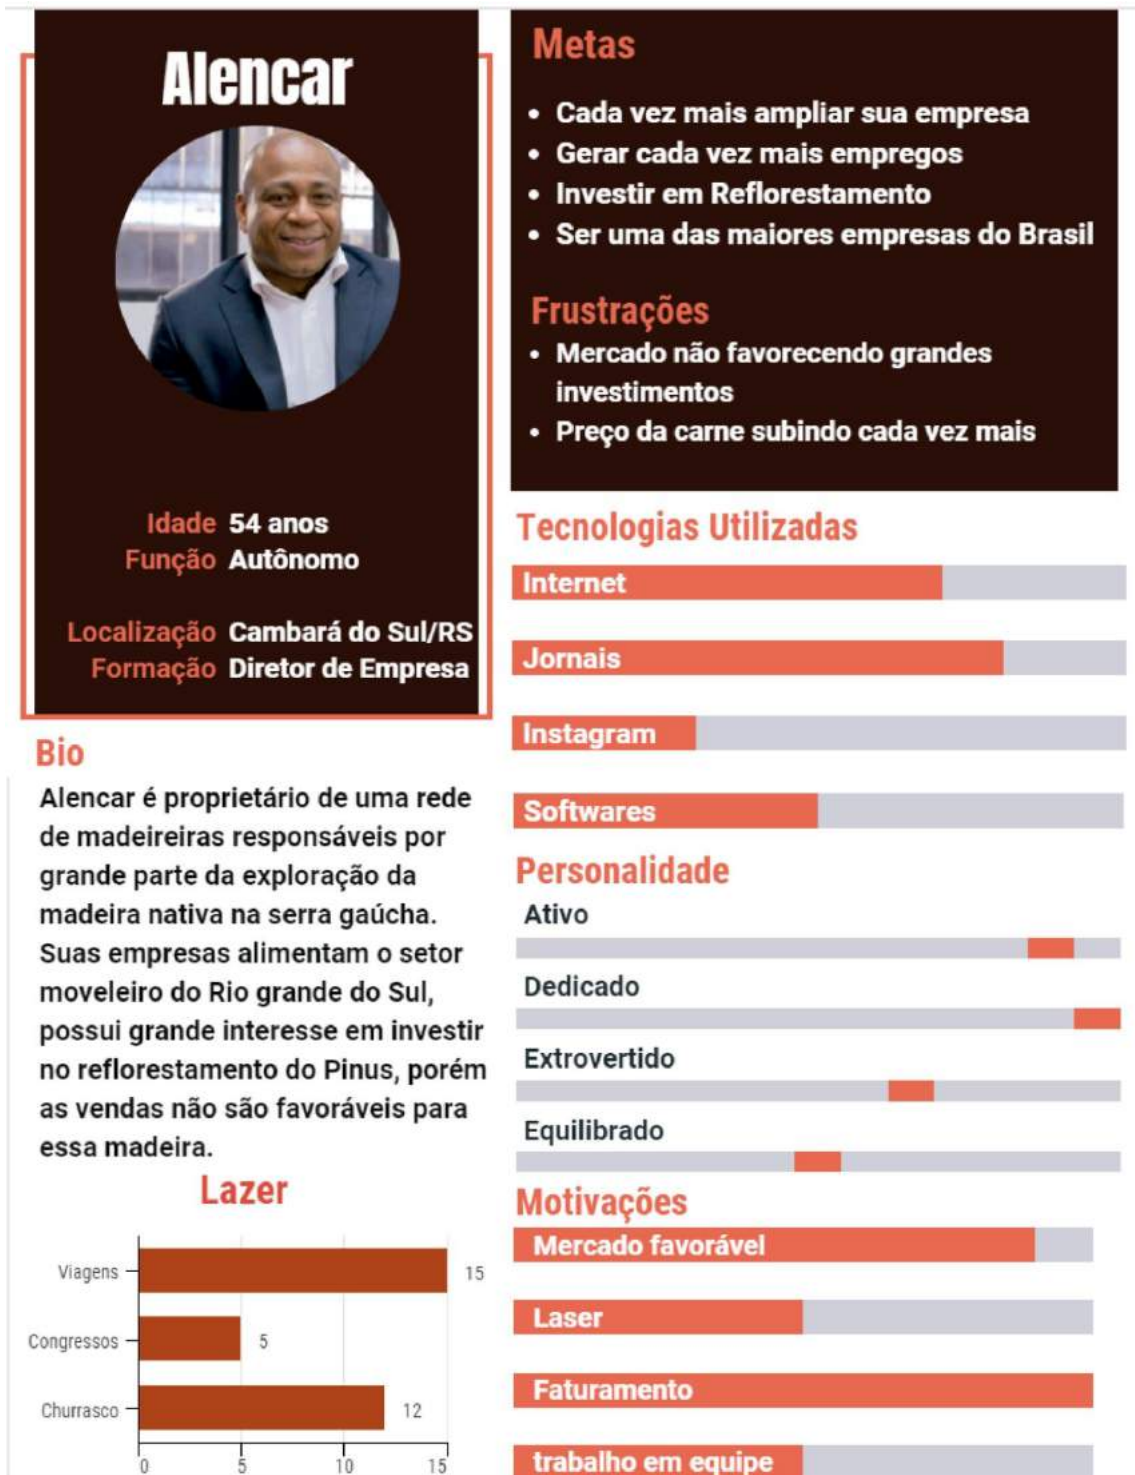 Alencar
Idade 54 anos
Função Autônomo
Localização Cambará do Sul/RS
Formação Diretor de Empresa
Bio
Alencar é proprietário de uma rede
de madeireiras responsáveis por
grande parte da exploração da
madeira nativa na serra gaúcha.
Suas empresas alimentam o setor
moveleiro do Rio grande do Sul,
possui grande interesse em investir
no reflorestamento do Pinus, porém
as vendas não são favoráveis para
essa madeira.
Lazer
Viagens 15
Congressos 5
Churrasco 12
0 5 10 15
Metas
• Cada vez mais ampliar sua empresa
• Gerar cada vez mais empregos
• Investir em Reflorestamento
• Ser uma das maiores empresas do Brasil
Frustrações
• Mercado não favorecendo grandes
investimentos
• Preço da carne subindo cada vez mais
Tecnologias Utilizadas
Internet
Jornais
Instagram
Softwares
Personalidade
Ativo
Dedicado
Extrovertido
Equilibrado
Motivações
Mercado favorável
Laser
Faturamento
trabalho em equipe